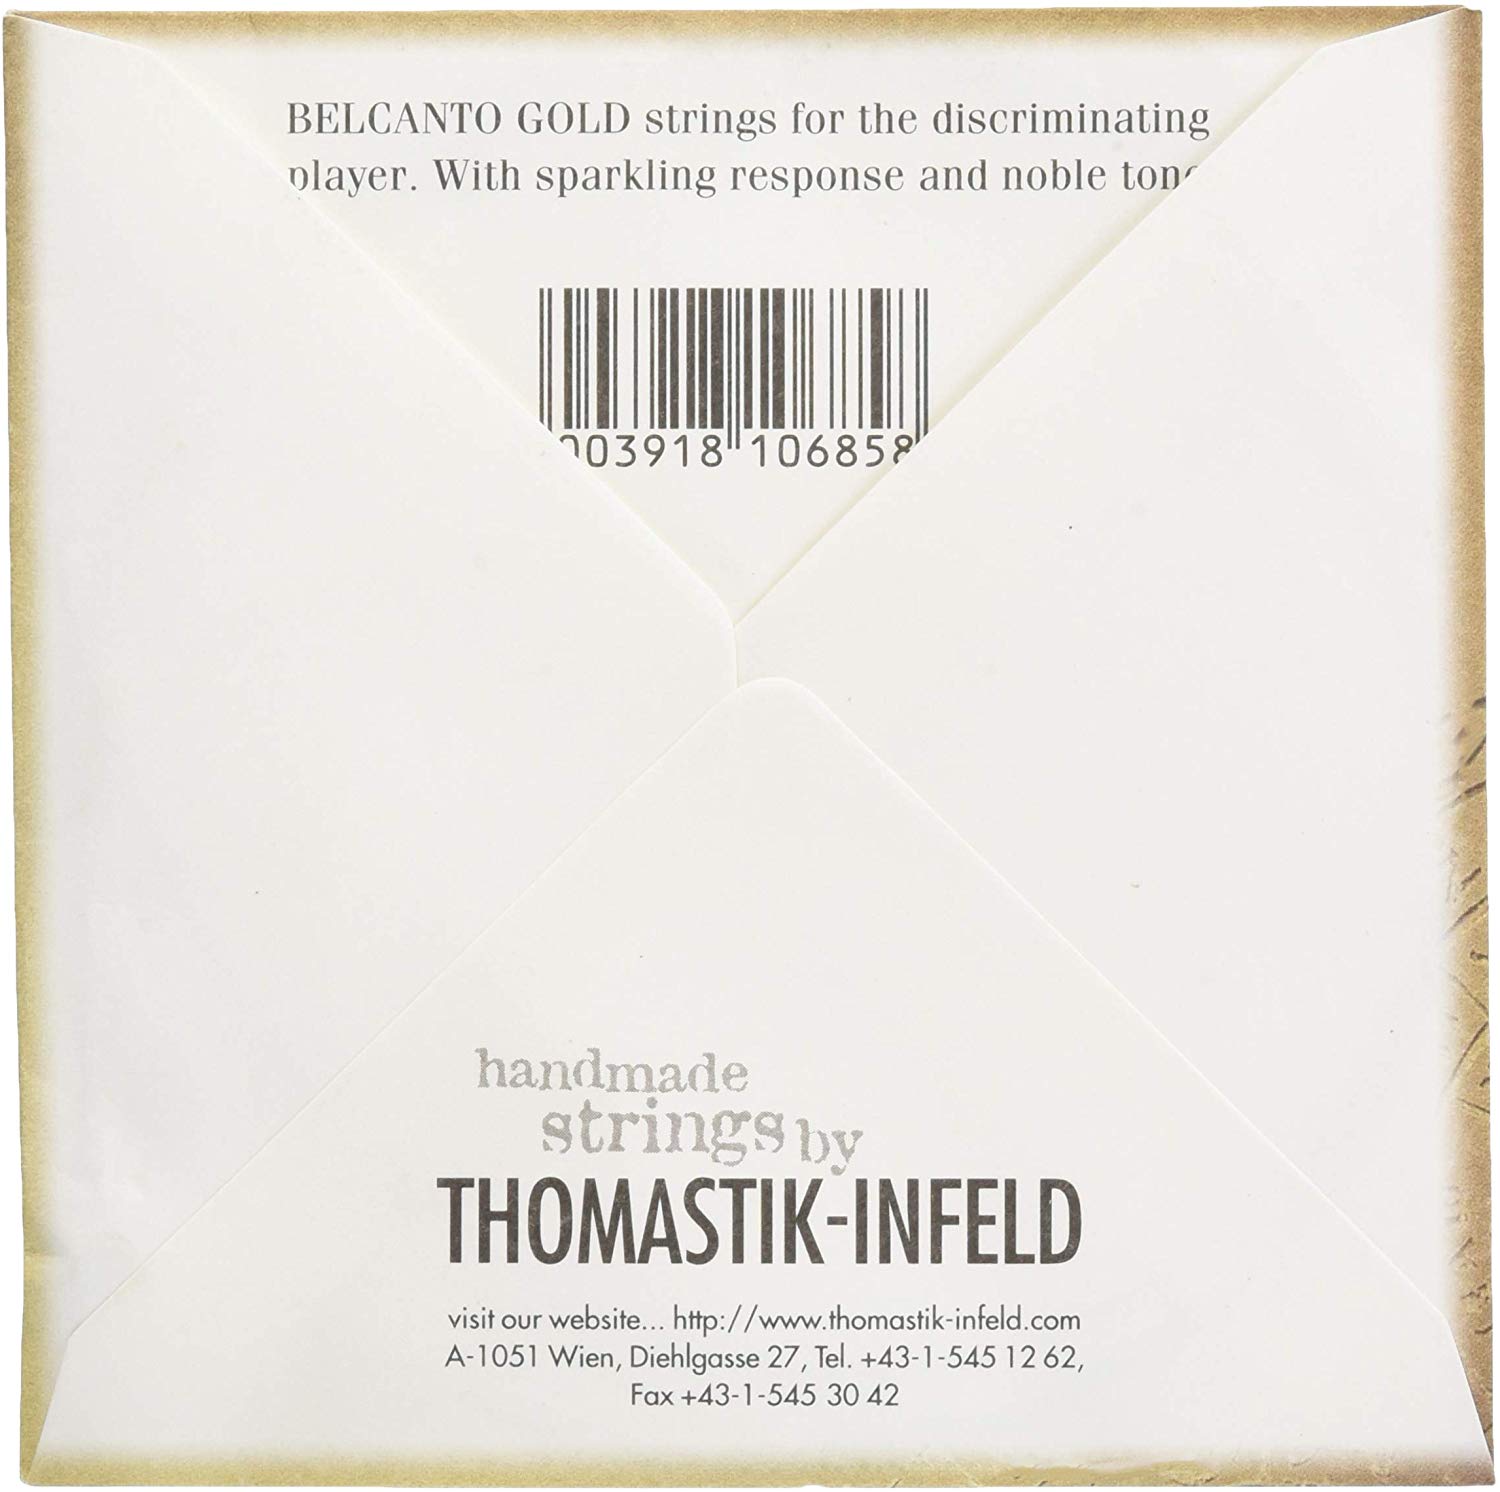 BELCANTO GOLD strings for the discriminating
player. With sparkling response and noble tone
003918 106858
handmade
strings by
THOMASTIK-INFELD
visit our website... http://www.thomastik-infeld.com
A-1051 Wien, Diehlgasse 27, Tel. +43-1-545 12 62,
Fax +43-1-545 30 42